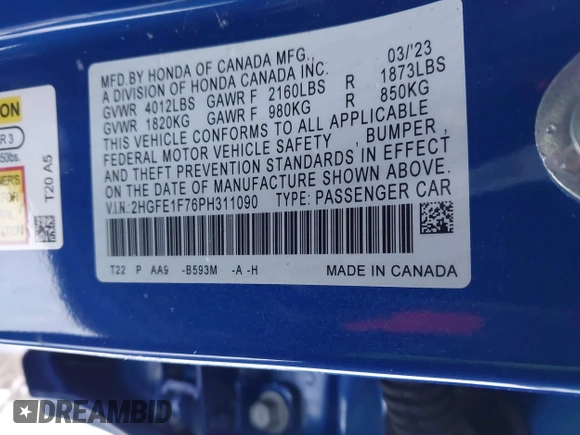 MFD.BY HONDA OF CANADA MFG., 03/'23
A DIVISION OF HONDA CANADA INC.
GVWR 4012LBS GAWR F 2160LBS R 1873LBS
GVWR 1820KG GAWR F 980KG R 850KG
THIS VEHICLE CONFORMS TO ALL APPLICABLE
FEDERAL MOTOR VEHICLE SAFETY , BUMPER ,
AND THEFT PREVENTION STANDARDS IN EFFECT
ON THE DATE OF MANUFACTURE SHOWN ABOVE.
V.I.N.:2HGFE1F76PH311090 TYPE: PASSENGER CAR
T22 P AA9 -B593M -A -H
MADE IN CANADA
ION
R 3
50lbs.
T20 A5
DREAMBID